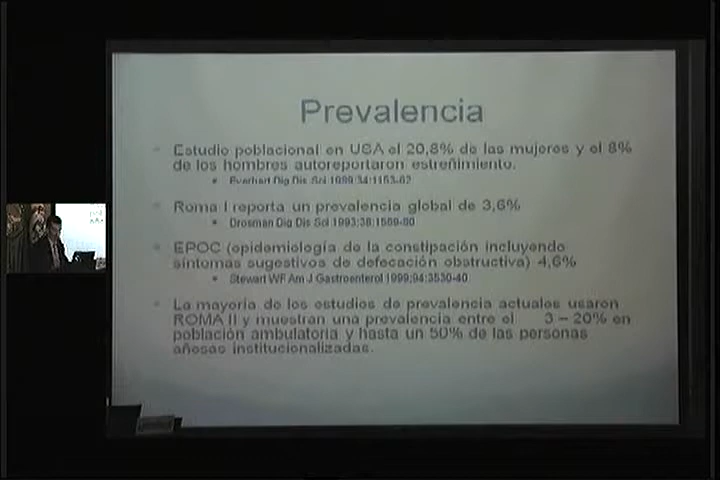 Prevalencia
Estudio poblacional en USA el 20,8% de las mujeres y el 8%
de los hombres autoreportaron estreñimiento.
Everhart Dig Dis Sci 1989;34:1153-62
Roma I reporta un prevalencia global de 3,6%
Drosman Dig Dis Sci 1993;38:1569-80
EPOC (epidemiología de la constipación incluyendo
síntomas sugestivos de defecación obstructiva) 4,6%
Stewart WF Am J Gastroenterol 1999;94:3530-40
La mayoría de los estudios de prevalencia actuales usaron
ROMA II y muestran una prevalencia entre el 3 – 20% en
población ambulatoria y hasta un 50% de las personas
añosas institucionalizadas.